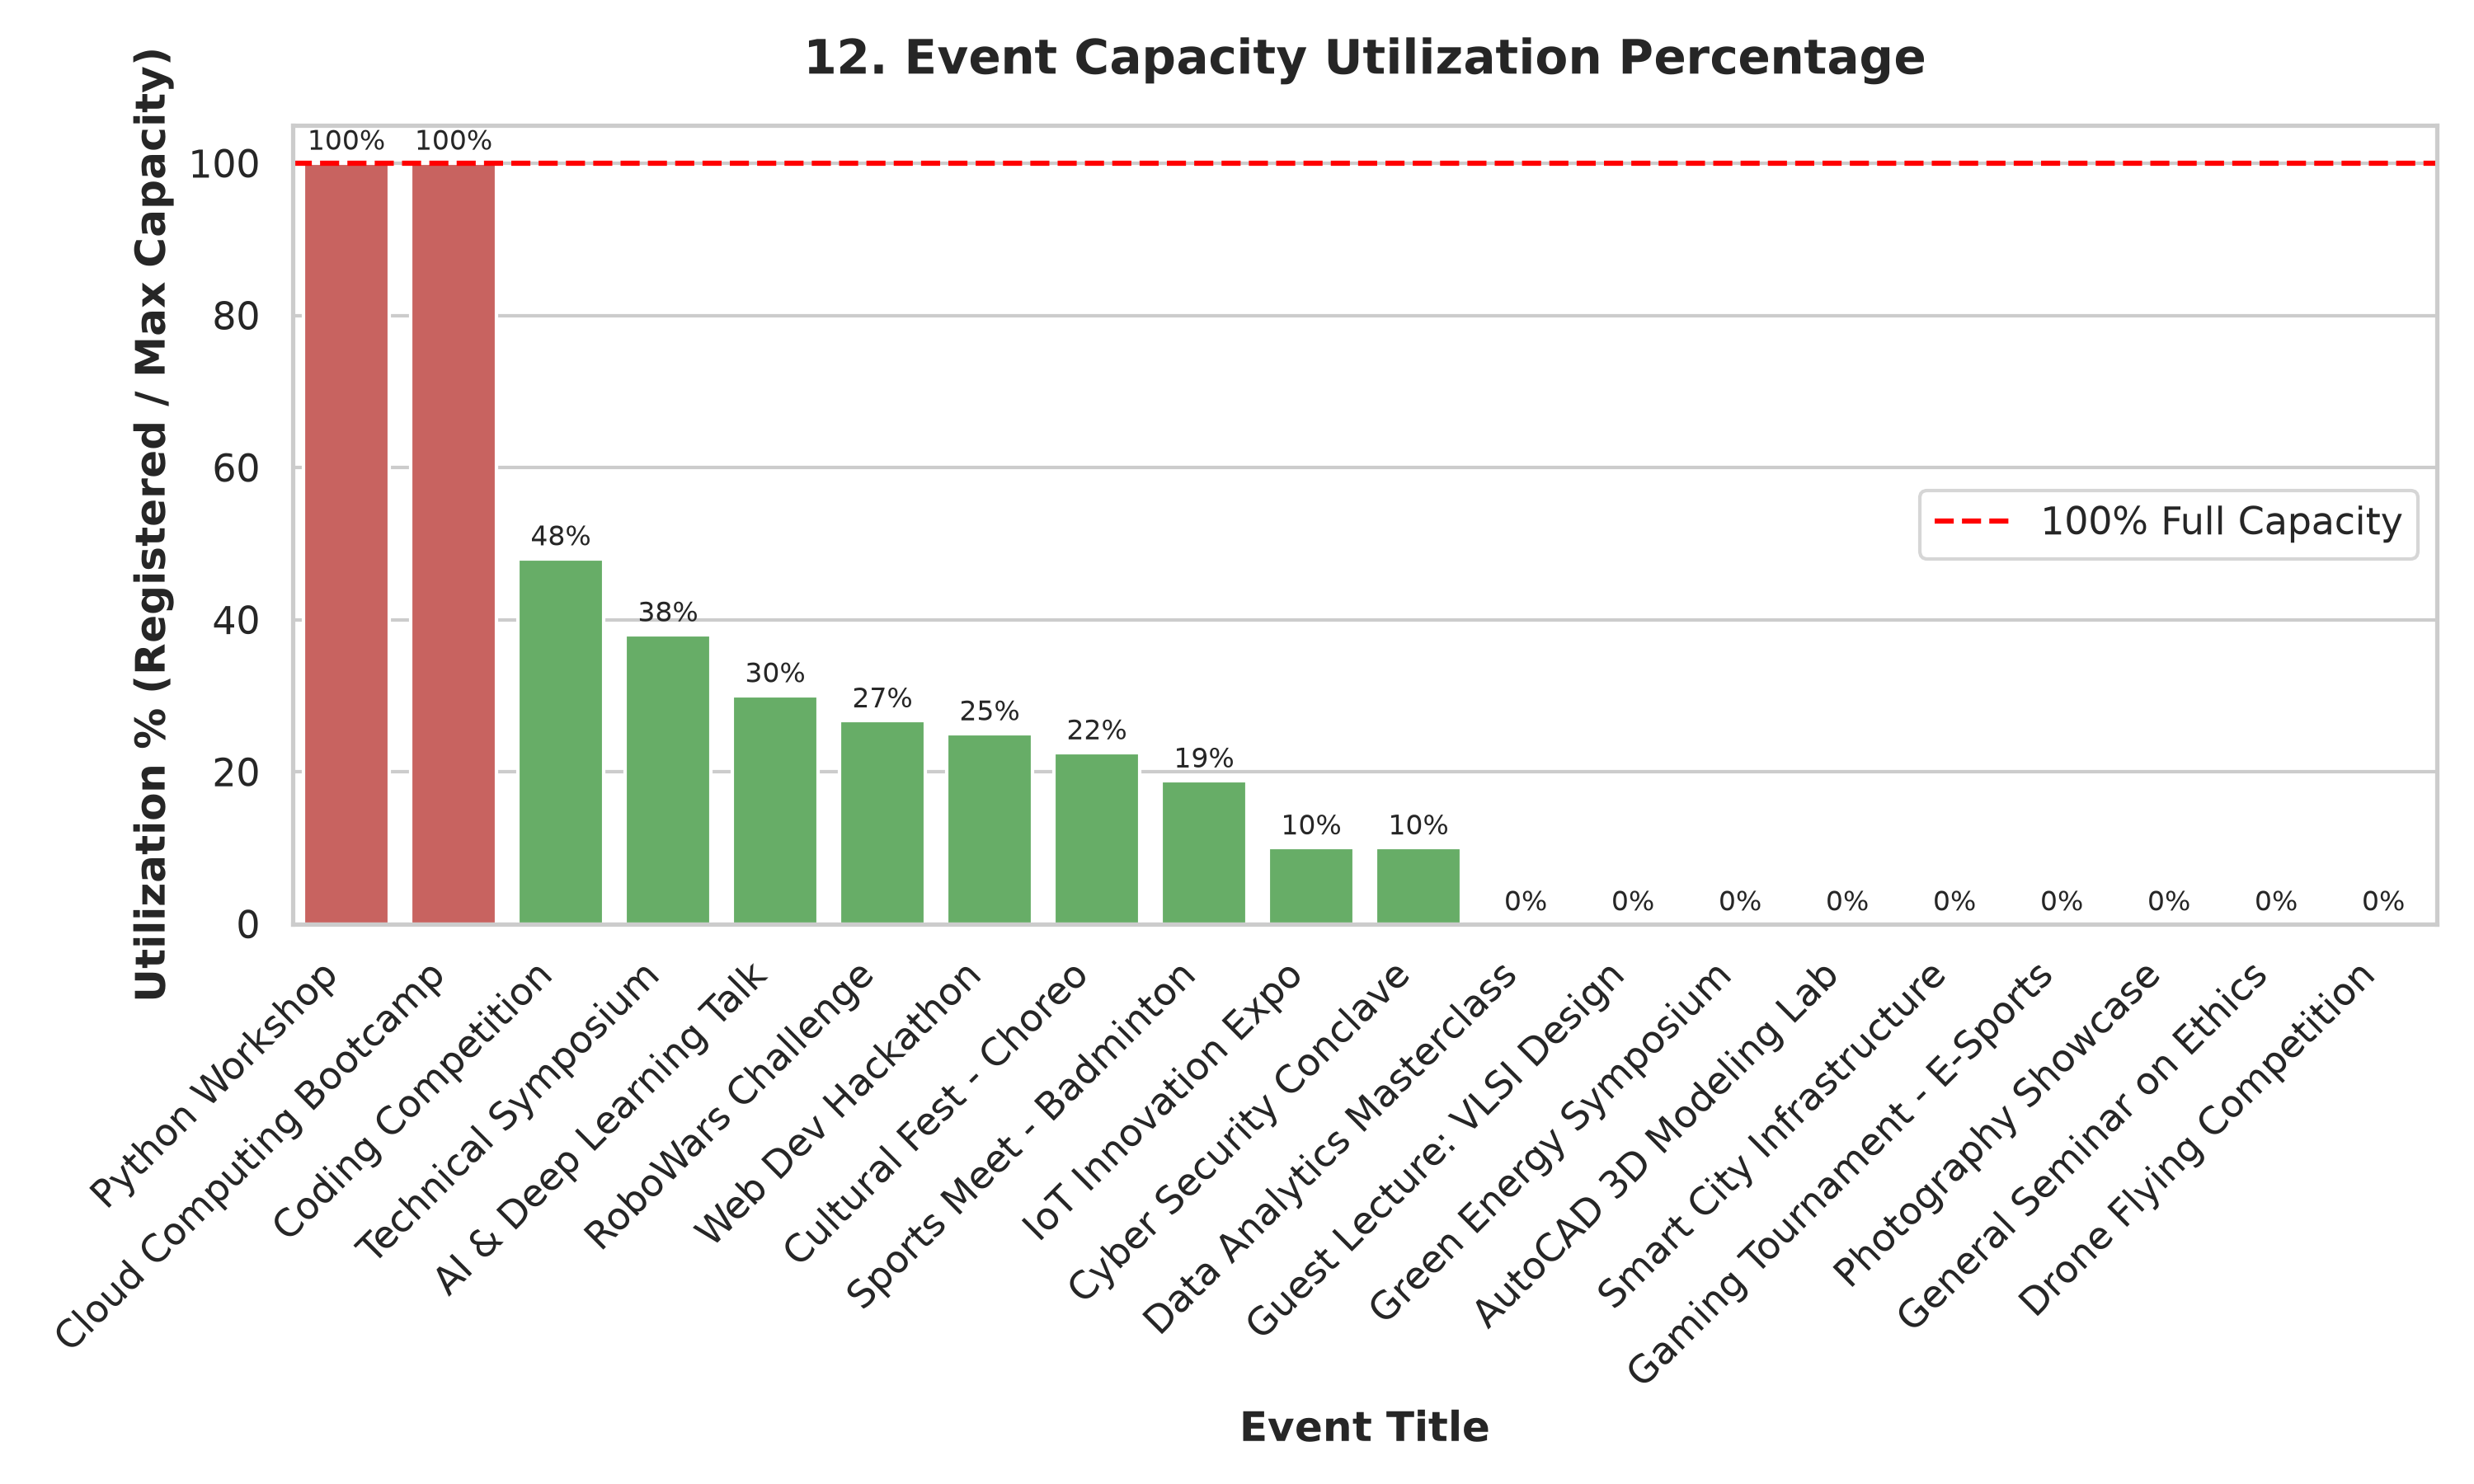 12. Event Capacity Utilization Percentage
Utilization % (Registered / Max Capacity)
100
80
60
40
20
0
100%
100%
48%
38%
30%
27%
25%
22%
19%
10%
10%
0%
0%
0%
0%
0%
0%
0%
0%
0%
100% Full Capacity
Python Workshop
Cloud Computing Bootcamp
Coding Competition
Technical Symposium
AI & Deep Learning Talk
RoboWars Challenge
Web Dev Hackathon
Cultural Fest - Choreo
Sports Meet - Badminton
IoT Innovation Expo
Cyber Security Conclave
Data Analytics Masterclass
Guest Lecture: VLSI Design
Green Energy Symposium
AutoCAD 3D Modeling Lab
Smart City Infrastructure
Gaming Tournament - E-Sports
Photography Showcase
General Seminar on Ethics
Drone Flying Competition
Event Title